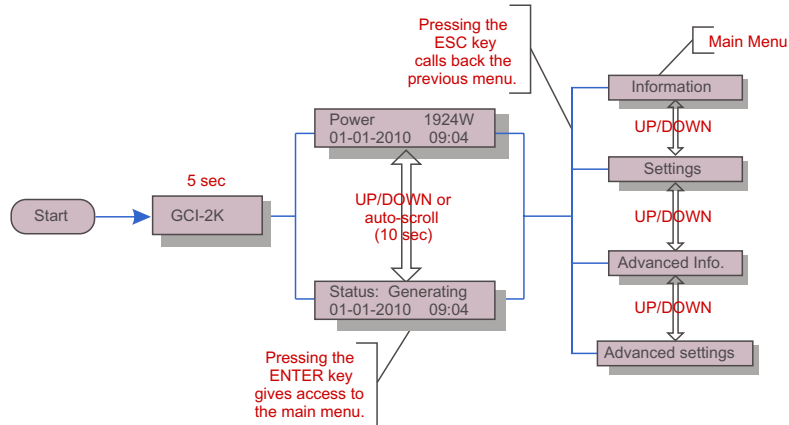 Pressing the
ESC key
calls back the
previous menu.
Main Menu
Information
Power 1924W
01-01-2010 09:04
UP/DOWN
Settings
5 sec
Start
GCI-2K
UP/DOWN or
auto-scroll
(10 sec)
UP/DOWN
Advanced Info.
Status: Generating
01-01-2010 09:04
UP/DOWN
Advanced settings
Pressing the
ENTER key
gives access to
the main menu.